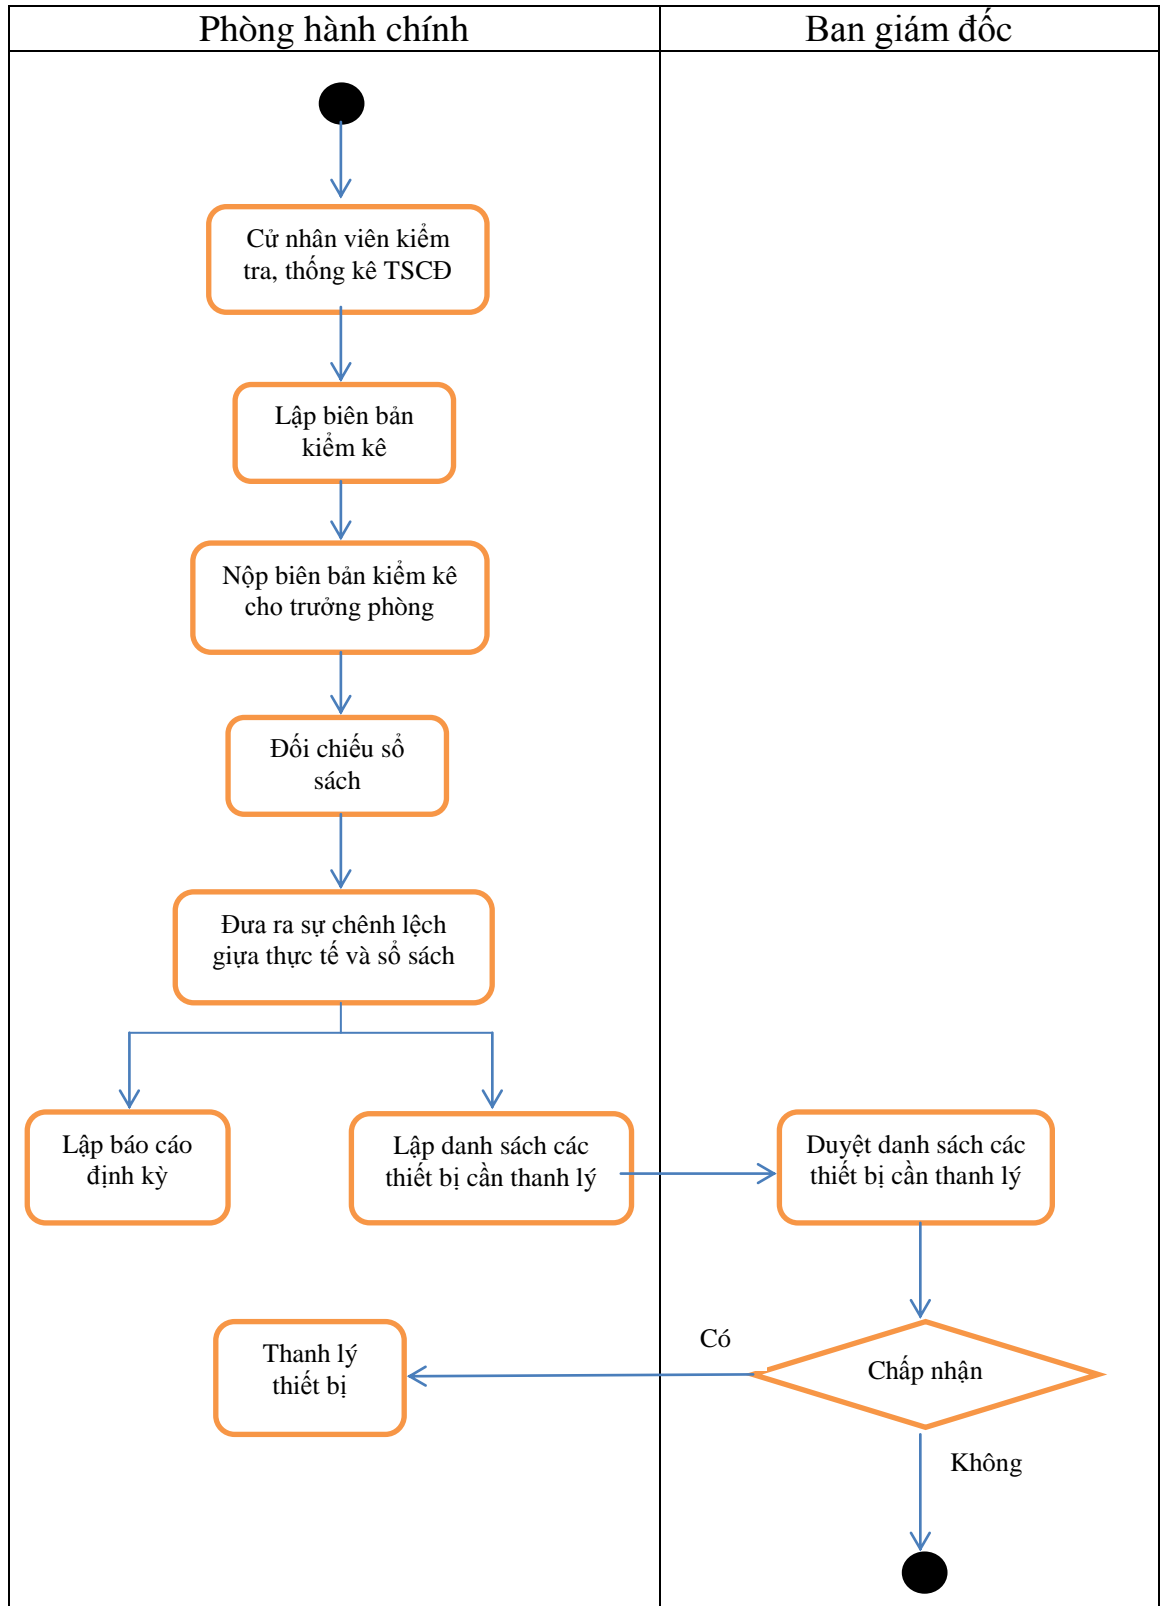 Phòng hành chính
Ban giám đốc
Cử nhân viên kiểm
tra, thống kê TSCĐ
Lập biên bản
kiểm kê
Nộp biên bản kiểm kê
cho trưởng phòng
Đối chiếu sổ
sách
Đưa ra sự chênh lệch
giựa thực tế và sổ sách
Lập báo cáo
định kỳ
Lập danh sách các
thiết bị cần thanh lý
Duyệt danh sách các
thiết bị cần thanh lý
Có
Thanh lý
thiết bị
Chấp nhận
Không